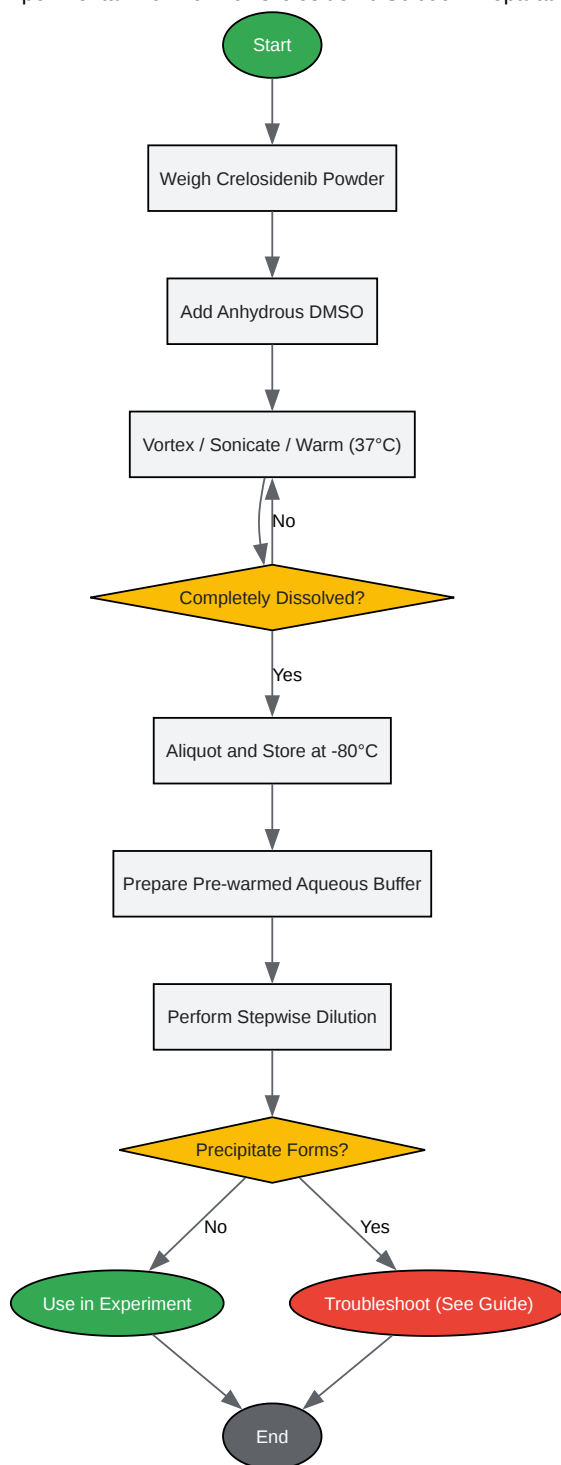 Start
Weigh Crelosidenib Powder
Add Anhydrous DMSO
Vortex / Sonicate / Warm (37°C)
No
Completely Dissolved?
Yes
Aliquot and Store at -80°C
Prepare Pre-warmed Aqueous Buffer
Perform Stepwise Dilution
Precipitate Forms?
No
Yes
Use in Experiment
Troubleshoot (See Guide)
End